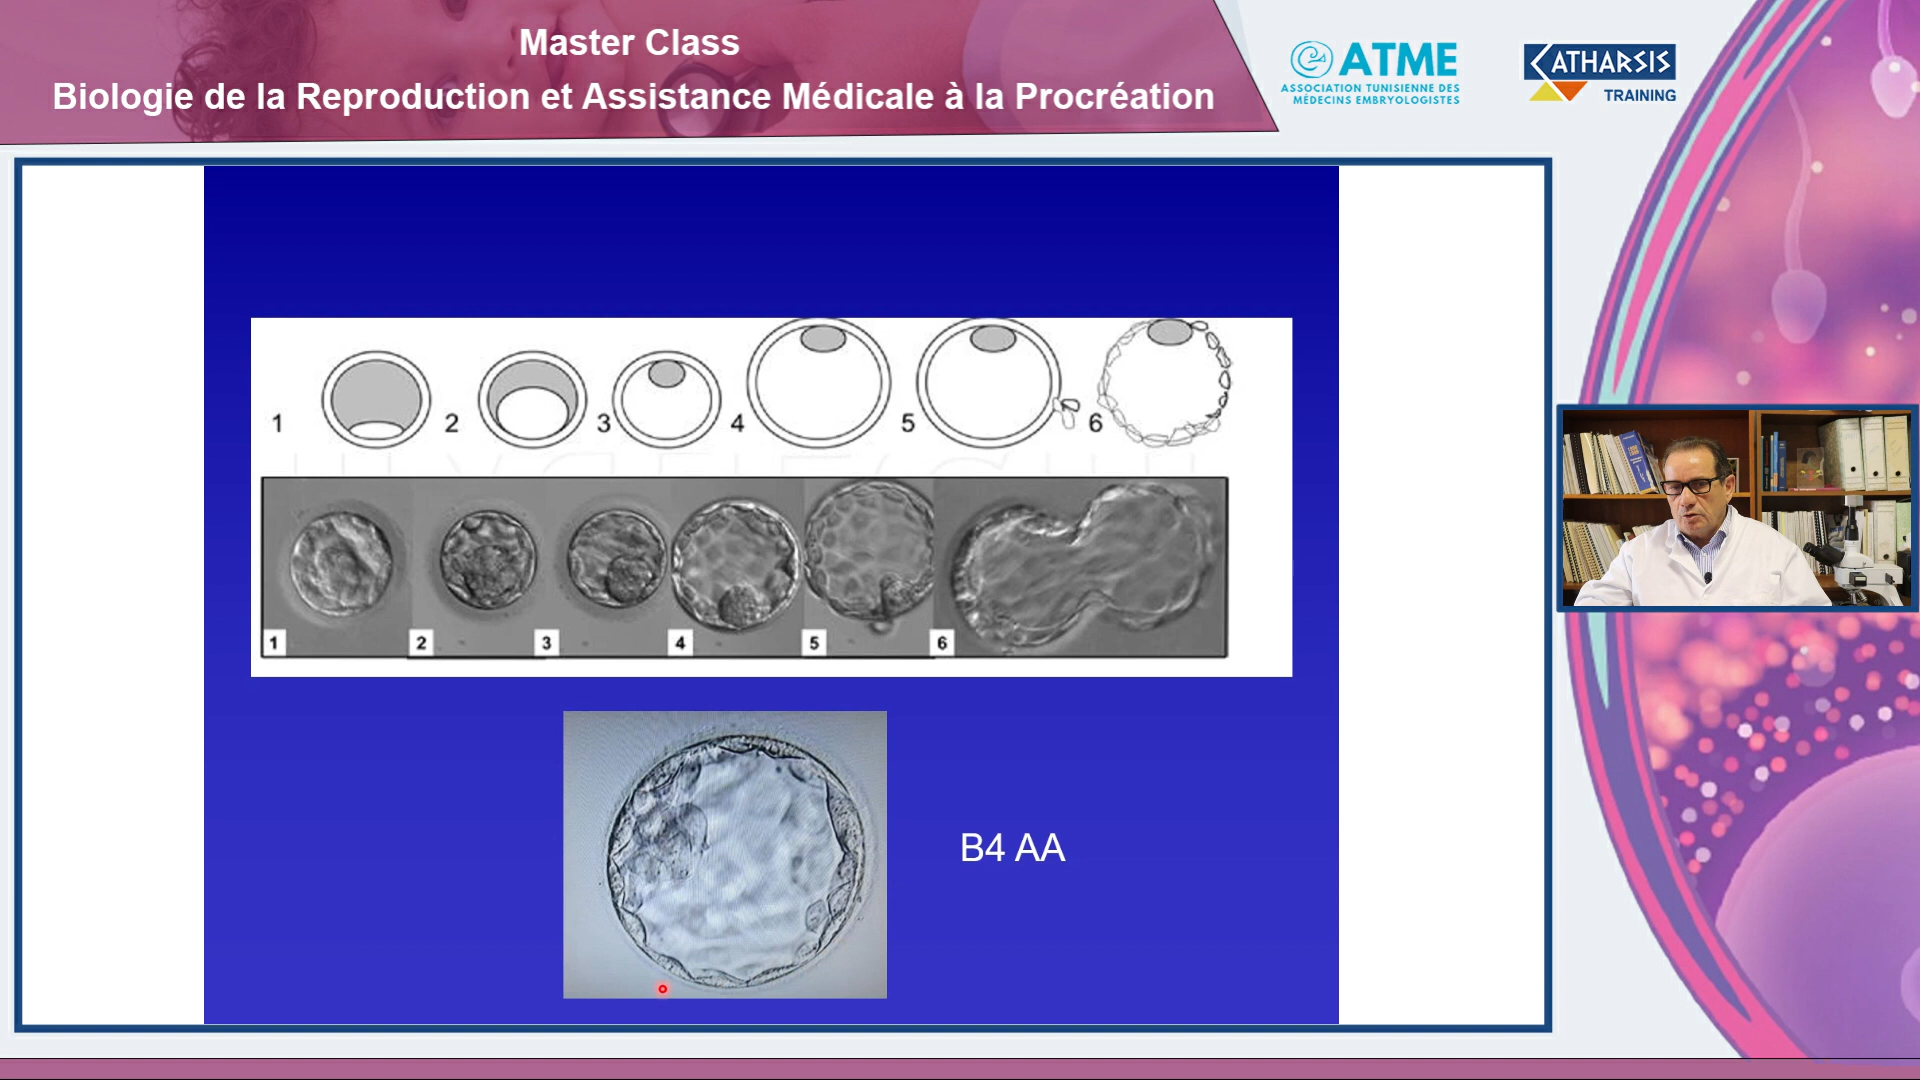 Master Class
Biologie de la Reproduction et Assistance Médicale à la Procréation
ATME
ASSOCIATION TUNISIENNE DES
MÉDECINS EMBRYOLOGISTES
CATHARSIS
TRAINING
1 2 3 4 5 6
1 2 3 4 5 6
B4 AA